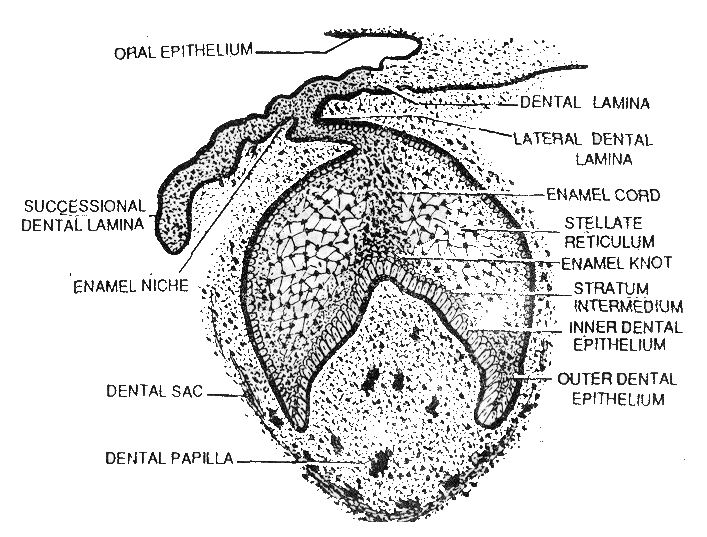 ORAL EPITHELIUM
DENTAL LAMINA
LATERAL DENTAL
LAMINA
ENAMEL CORD
SUCCESSIONAL
DENTAL LAMINA
STELLATE
RETICULUM
ENAMEL KNOT
ENAMEL NICHE
STRATUM
INTERMEDIUM
INNER DENTAL
EPITHELIUM
OUTER DENTAL
EPITHELIUM
DENTAL SAC
DENTAL PAPILLA